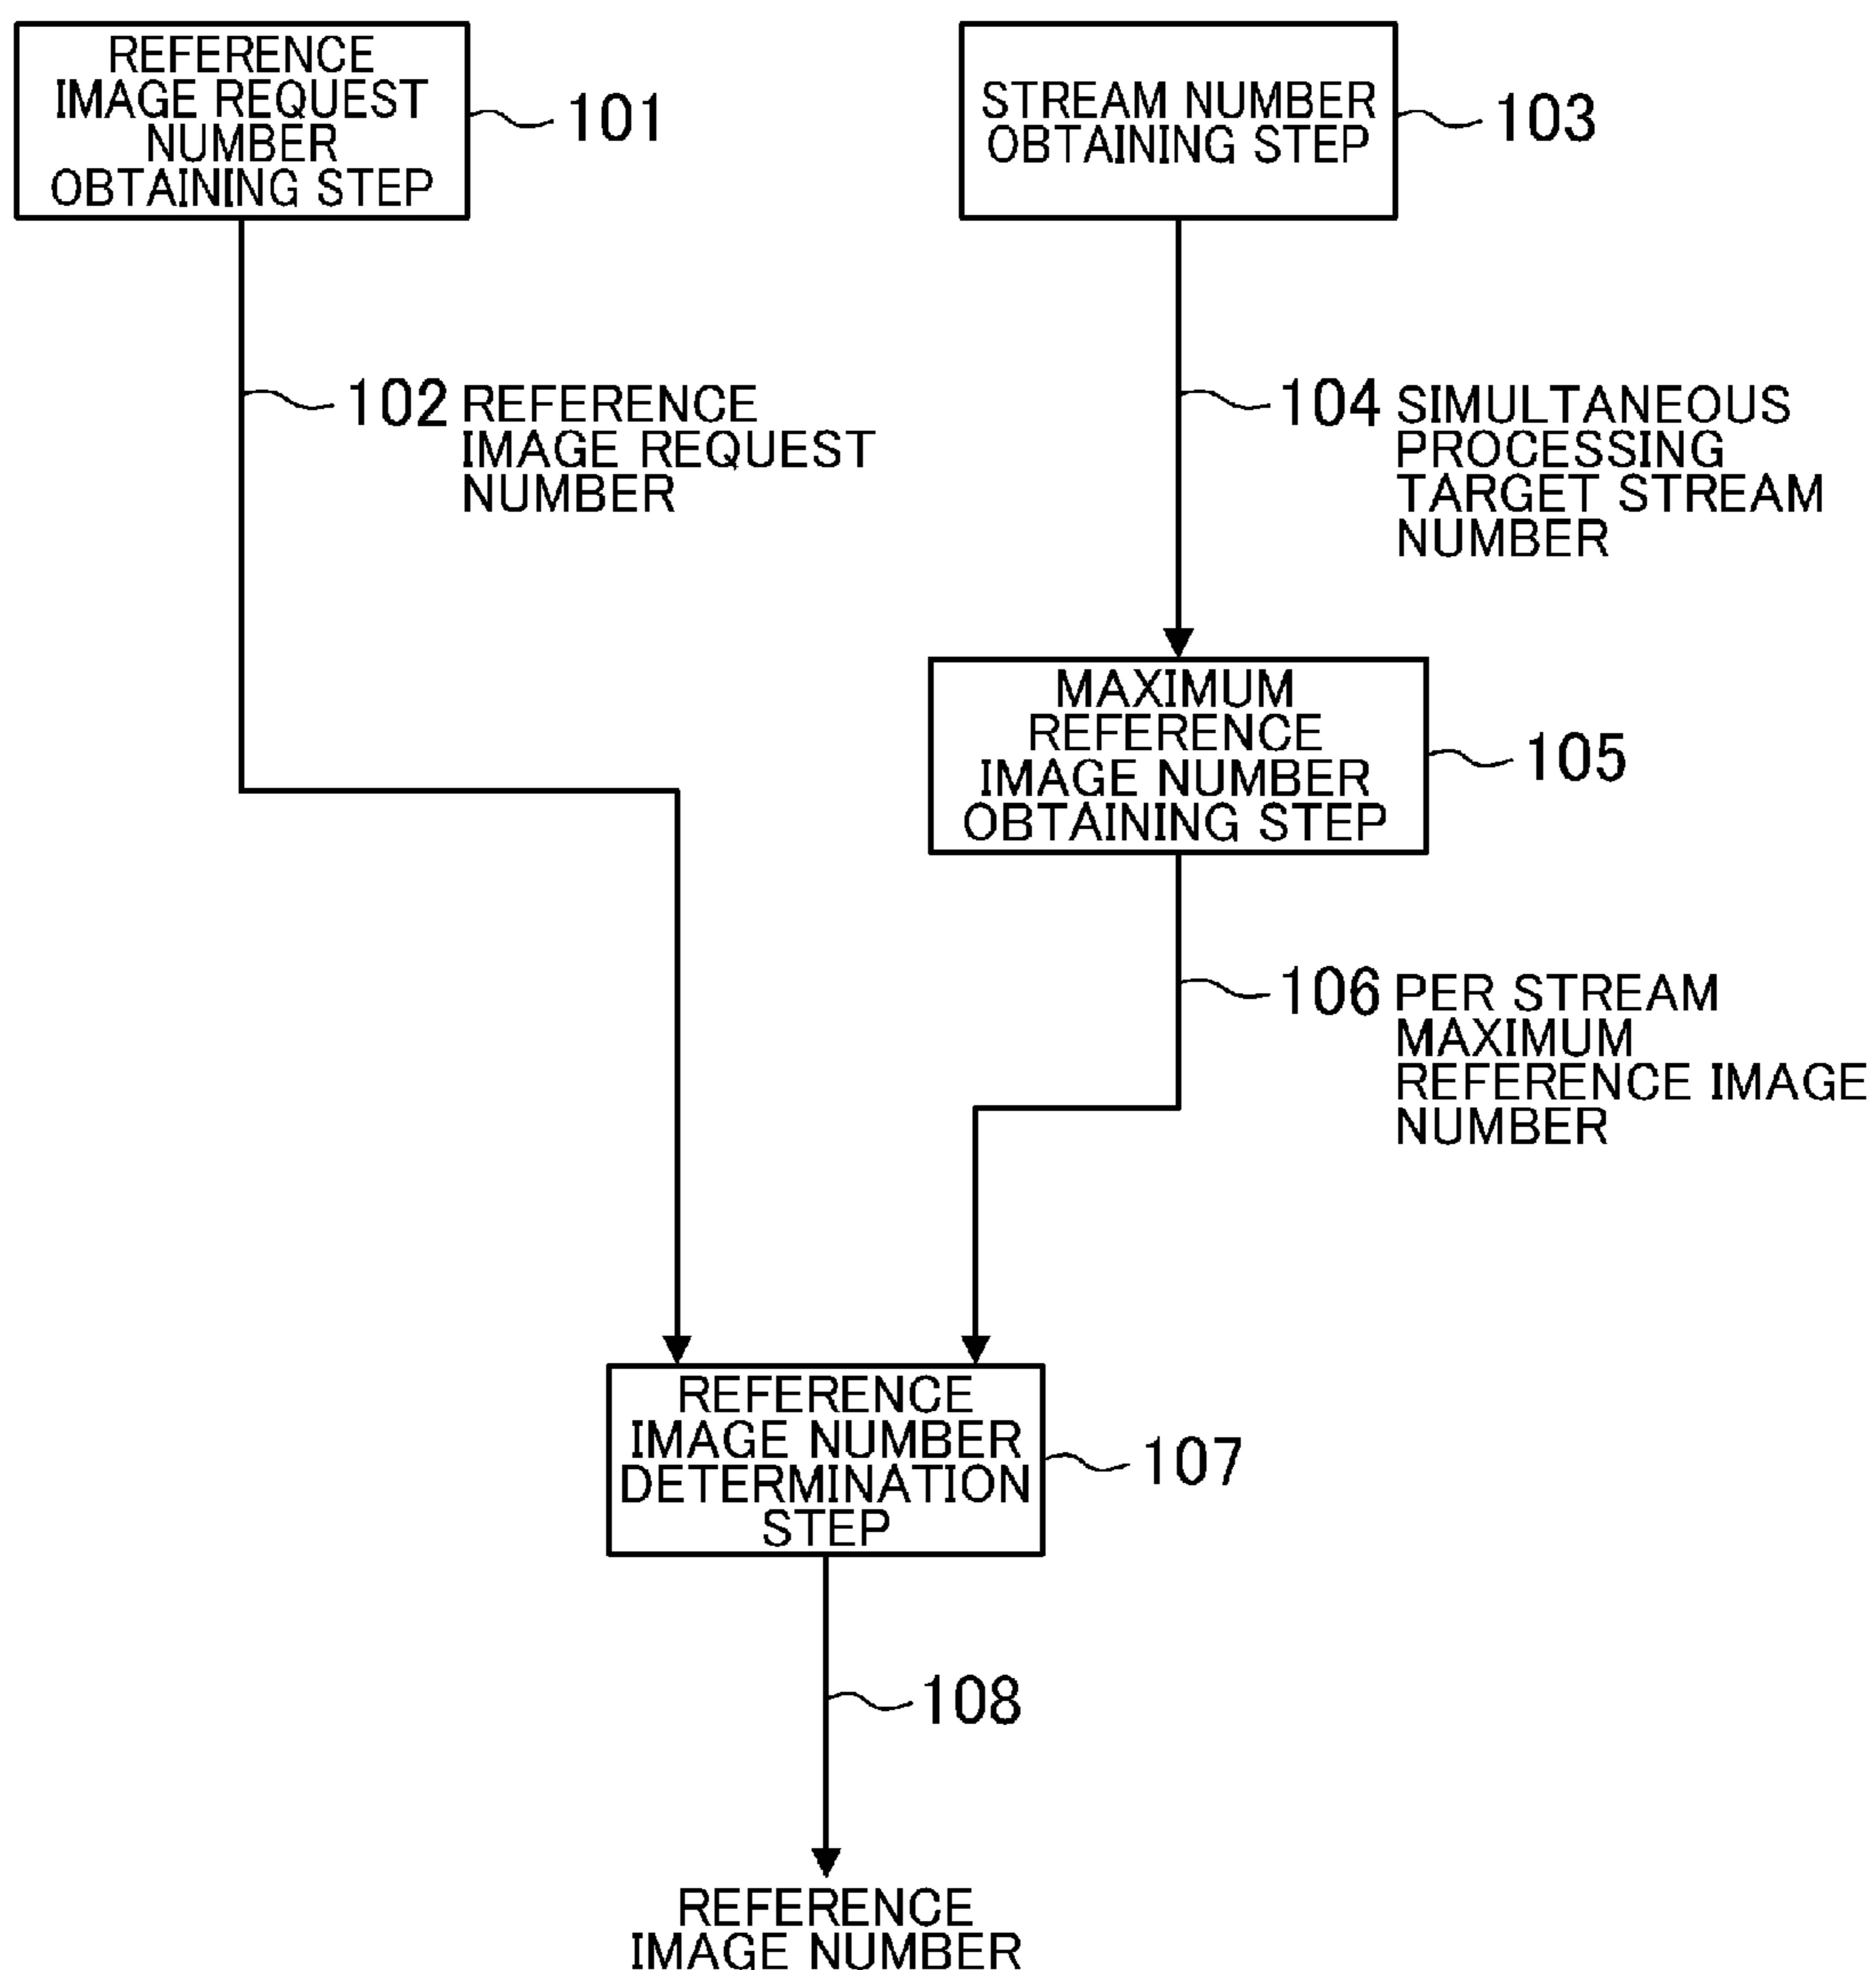 REFERENCE
IMAGE REQUEST
NUMBER
OBTAINING STEP
101
STREAM NUMBER
OBTAINING STEP
103
102 REFERENCE
IMAGE REQUEST
NUMBER
104 SIMULTANEOUS
PROCESSING
TARGET STREAM
NUMBER
MAXIMUM
REFERENCE
IMAGE NUMBER
OBTAINING STEP
105
106 PER STREAM
MAXIMUM
REFERENCE IMAGE
NUMBER
REFERENCE
IMAGE NUMBER
DETERMINATION
STEP
107
108
REFERENCE
IMAGE NUMBER